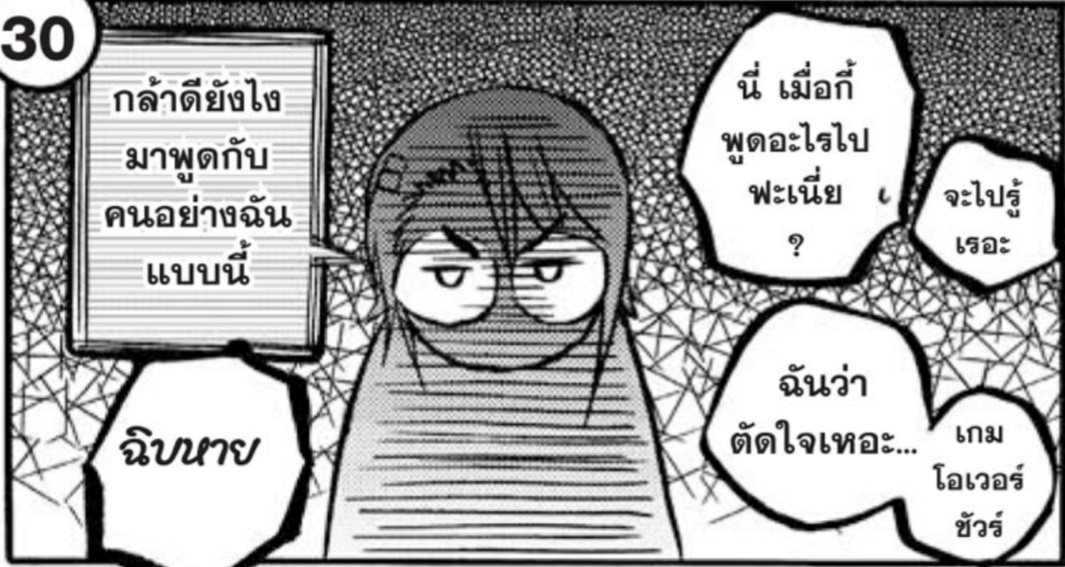 30
กล้าดียังไง
มาพูดกับ
คนอย่างฉัน
แบบนี้
นี่ เมื่อกี้
พูดอะไรไป
ฟะเนี่ย
?
จะไปรู้
เรอะ
ฉันว่า
ตัดใจเหอะ...
เกม
โอเวอร์
ชัวร์
ฉิบหาย